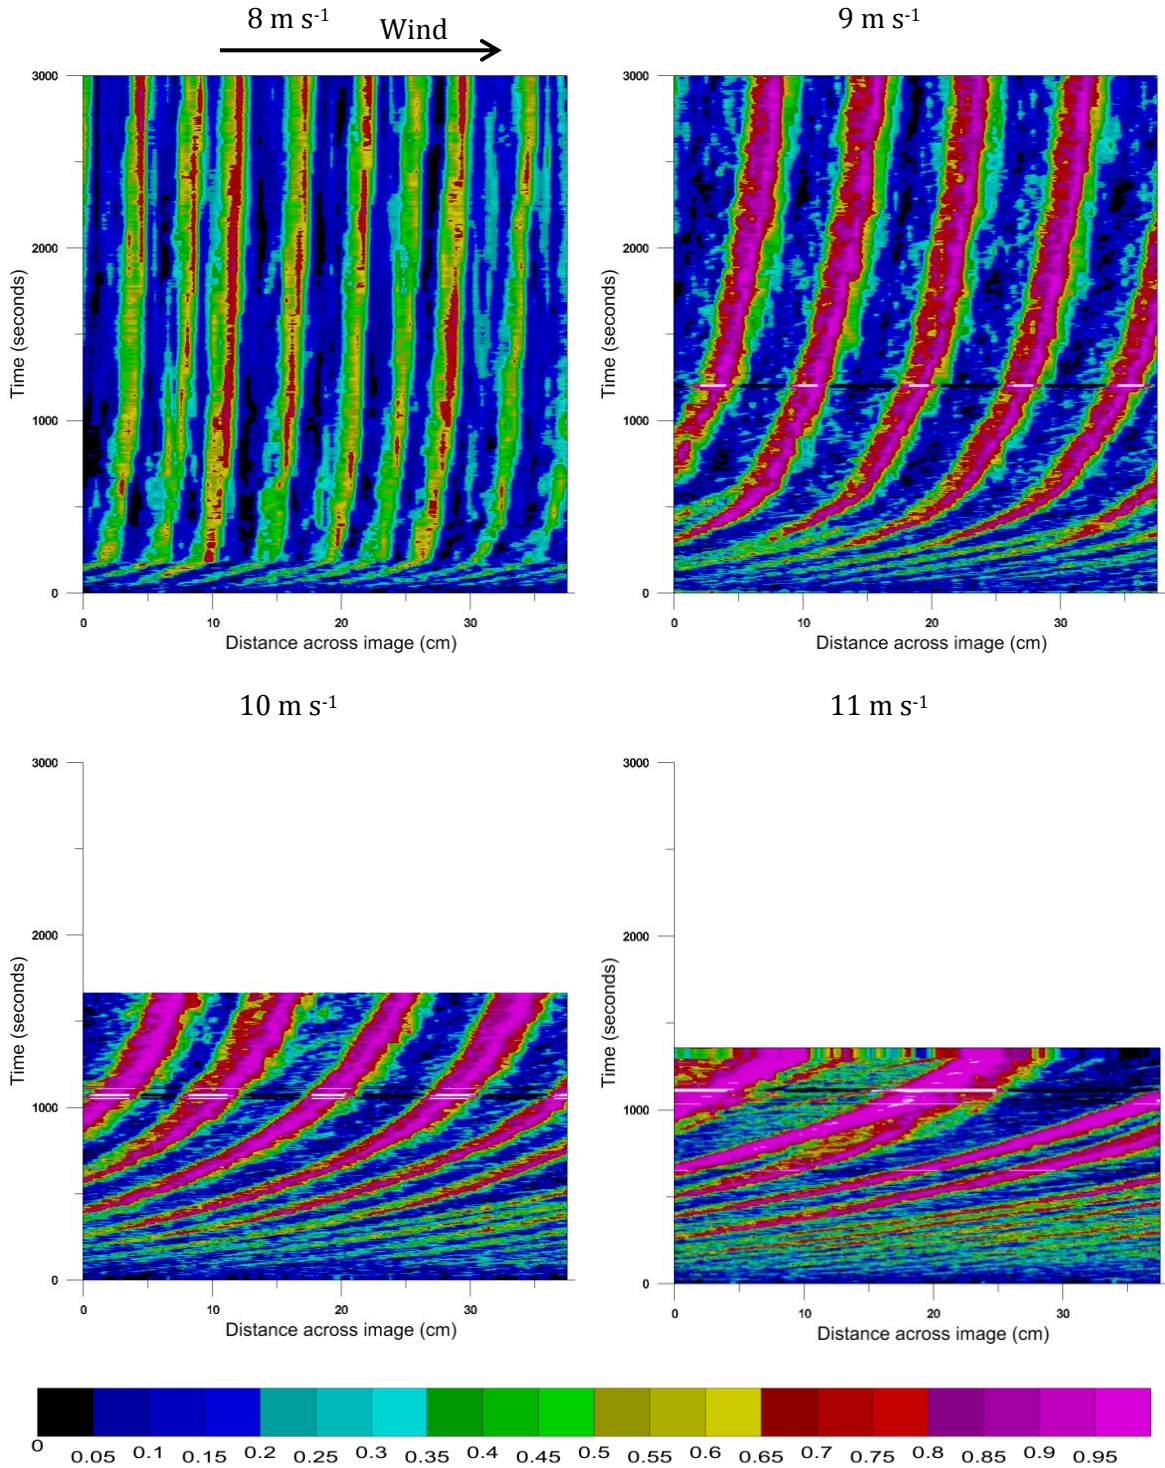 8 m s-1
Wind
9 m s-1
3000
2000
1000
0
Time (seconds)
0 10 20 30
Distance across image (cm)
3000
2000
1000
0
Time (seconds)
0 10 20 30
Distance across image (cm)
10 m s-1
11 m s-1
3000
2000
1000
0
Time (seconds)
0 10 20 30
Distance across image (cm)
3000
2000
1000
0
Time (seconds)
0 10 20 30
Distance across image (cm)
0 0.05 0.1 0.15 0.2 0.25 0.3 0.35 0.4 0.45 0.5 0.55 0.6 0.65 0.7 0.75 0.8 0.85 0.9 0.95